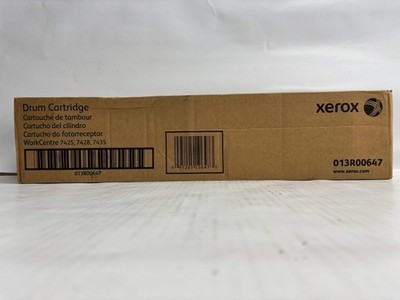 Drum Cartridge
Cartouche de tambour
Cartucho del cilindro
Cartucho do fotorreceptor
WorkCentre 7425, 7428, 7435
013R00647
xerox
013R00647
www.xerox.com